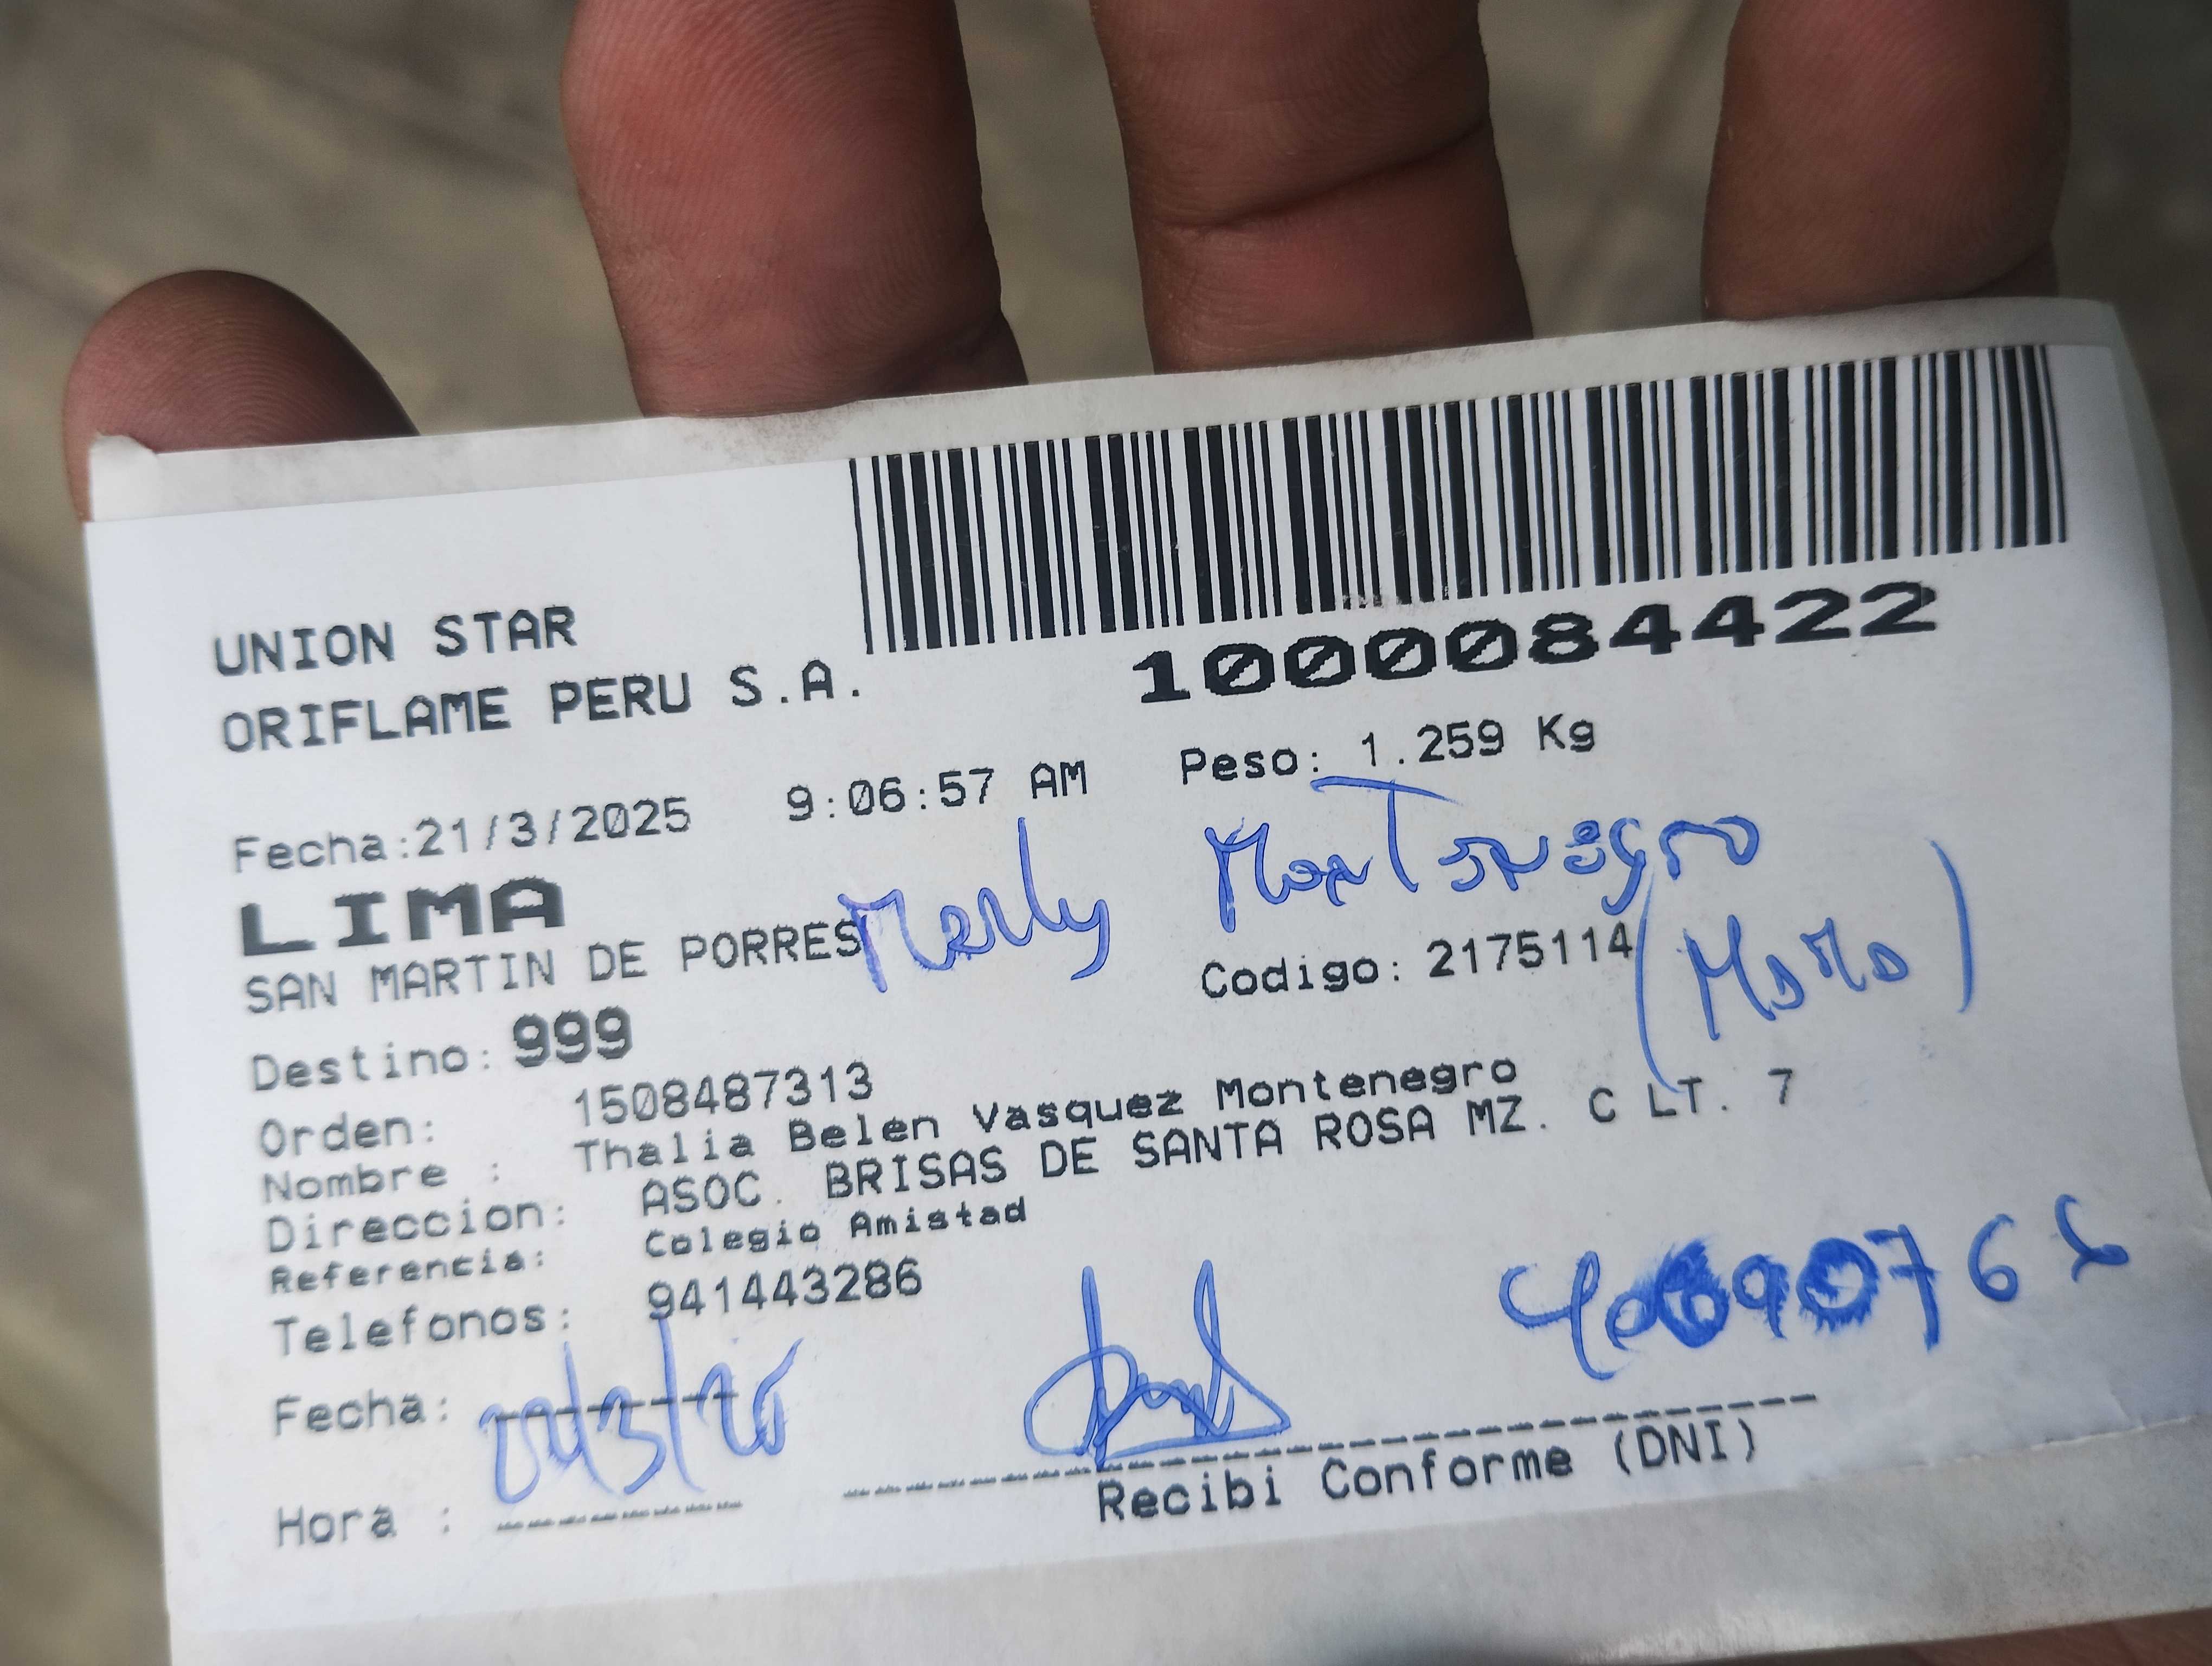 UNION STAR
ORIFLAME PERU S.A.
1000084422
Fecha:21/3/2025 9:06:57 AM Peso: 1.259 Kg
LIMA
Marly Montenegro
SAN MARTIN DE PORRES
Codigo: 2175114
(Mamá)
Destino: 999
Orden: 1508487313
Nombre : Thalia Belen Vasquez Montenegro
Direccion: ASOC. BRISAS DE SANTA ROSA MZ. C LT. 7
Referencia: Colegio Amistad
Telefonos: 941443286
Fecha:
Hora :
Recibi Conforme (DNI)